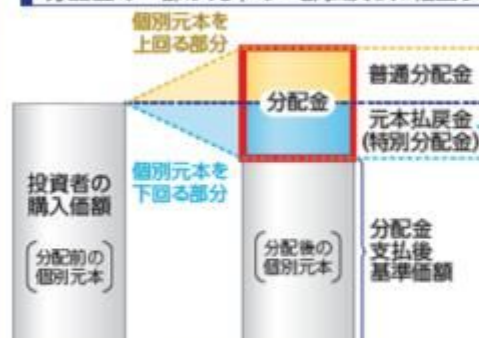 個別元本を
上回る部分
分配金
普通分配金
元本払戻金
(特別分配金)
投資者の
購入価額
(分配前の
個別元本)
個別元本を
下回る部分
(分配後の
個別元本)
分配金
支払後
基準価額